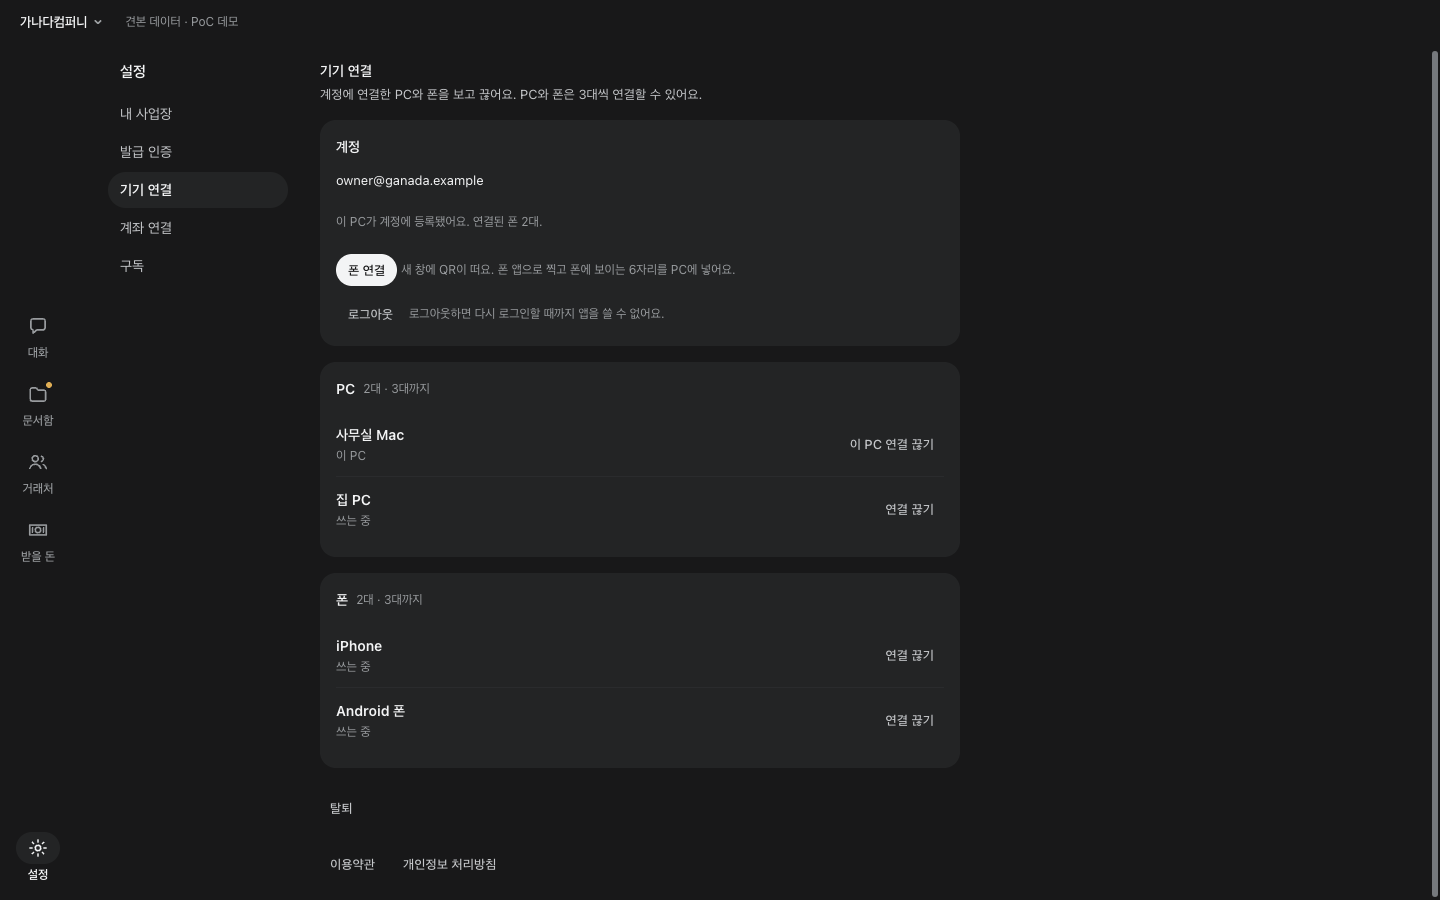 가나다컴퍼니
견본 데이터 · PoC 데모
설정
내 사업장
발급 인증
기기 연결
계좌 연결
구독
대화
문서함
거래처
받을 돈
설정
기기 연결
계정에 연결한 PC와 폰을 보고 끊어요. PC와 폰은 3대씩 연결할 수 있어요.
계정
owner@ganada.example
이 PC가 계정에 등록됐어요. 연결된 폰 2대.
폰 연결 새 창에 QR이 떠요. 폰 앱으로 찍고 폰에 보이는 6자리를 PC에 넣어요.
로그아웃 로그아웃하면 다시 로그인할 때까지 앱을 쓸 수 없어요.
PC 2대 · 3대까지
사무실 Mac
이 PC
이 PC 연결 끊기
집 PC
쓰는 중
연결 끊기
폰 2대 · 3대까지
iPhone
쓰는 중
연결 끊기
Android 폰
쓰는 중
연결 끊기
탈퇴
이용약관 개인정보 처리방침